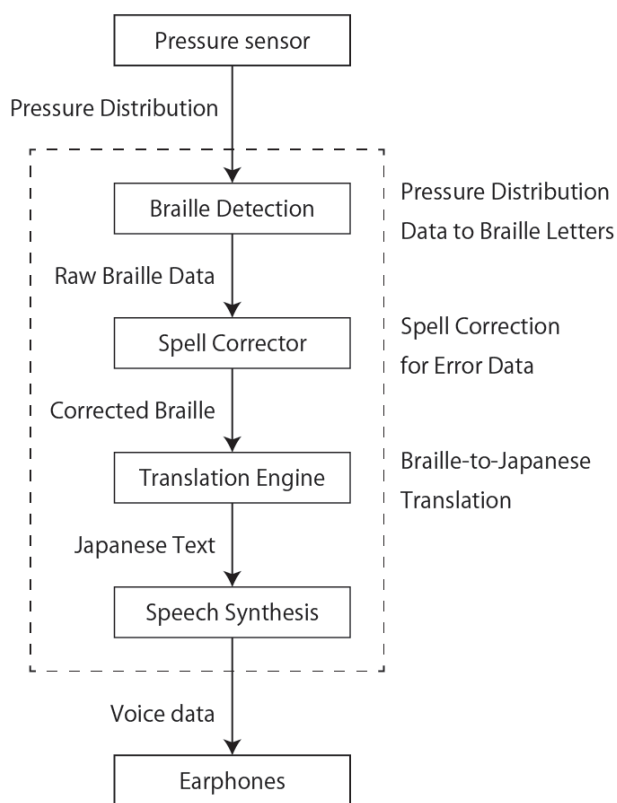 Pressure sensor
Pressure Distribution
Braille Detection
Pressure Distribution
Data to Braille Letters
Raw Braille Data
Spell Corrector
Spell Correction
for Error Data
Corrected Braille
Translation Engine
Braille-to-Japanese
Translation
Japanese Text
Speech Synthesis
Voice data
Earphones